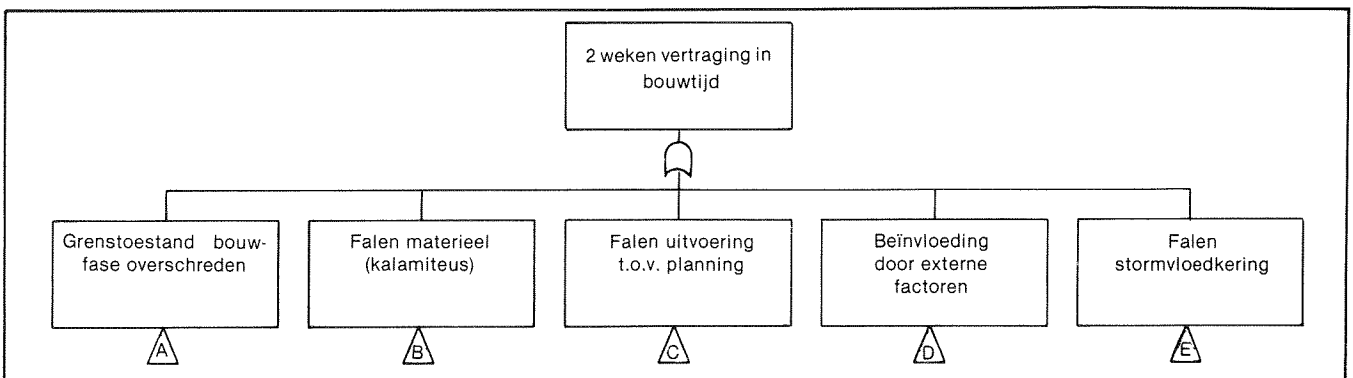 2 weken vertraging in
bouwtijd
Grenstoestand bouw-
fase overschreden
Falen materieel
(kalamiteus)
Falen uitvoering
t.o.v. planning
Beïnvloeding
door externe
factoren
Falen
stormvloedkering
A
B
C
D
E